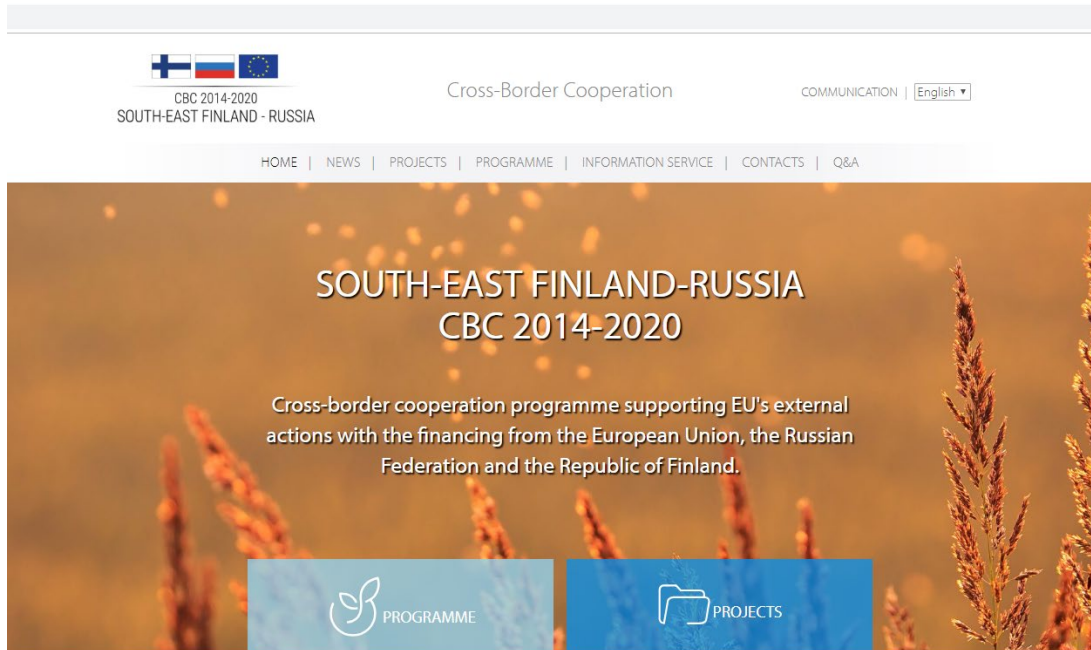 CBC 2014-2020
SOUTH-EAST FINLAND - RUSSIA
Cross-Border Cooperation
COMMUNICATION | English
HOME | NEWS | PROJECTS | PROGRAMME | INFORMATION SERVICE | CONTACTS | Q&A
SOUTH-EAST FINLAND-RUSSIA
CBC 2014-2020
Cross-border cooperation programme supporting EU's external
actions with the financing from the European Union, the Russian
Federation and the Republic of Finland.
PROGRAMME
PROJECTS